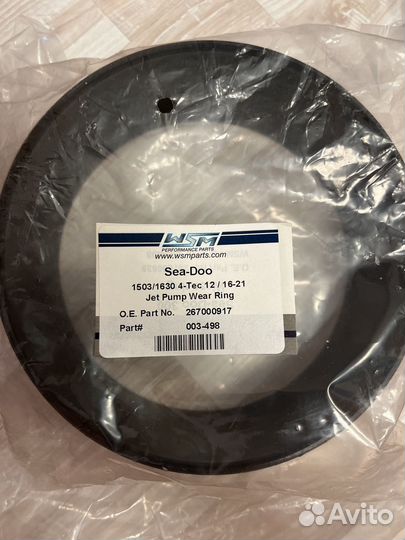 WSM
PERFORMANCE PARTS
www.wsmparts.com
Sea-Doo
1503/1630 4-Tec 12 / 16-21
Jet Pump Wear Ring
O.E. Part No. 267000917
Part# 003-498
Avito